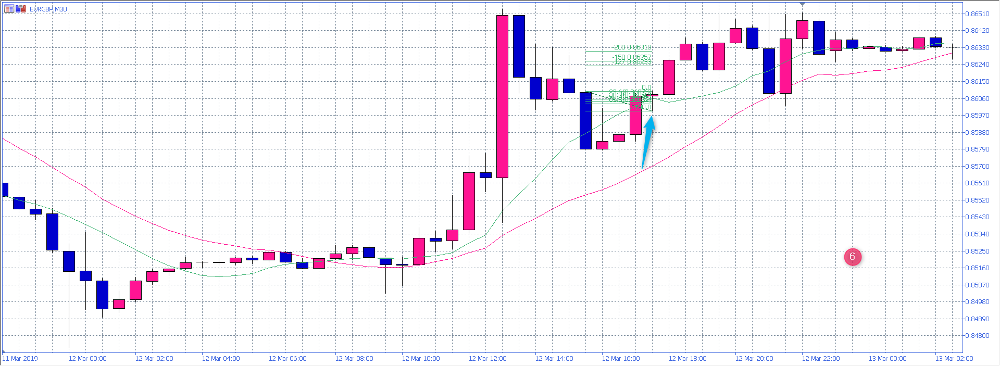 EURGBP,M30
0.86510
0.86420
0.86330
0.86240
0.86150
0.86060
0.85970
0.85880
0.85790
0.85700
0.85610
0.85520
0.85430
0.85340
0.85250
0.85160
0.85070
0.84980
0.84890
0.84800
-200 0.86310
-150 0.86257
-127 0.86233
0.0
6
11 Mar 2019
12 Mar 00:00
12 Mar 02:00
12 Mar 04:00
12 Mar 06:00
12 Mar 08:00
12 Mar 10:00
12 Mar 12:00
12 Mar 14:00
12 Mar 16:00
12 Mar 18:00
12 Mar 20:00
12 Mar 22:00
13 Mar 00:00
13 Mar 02:00